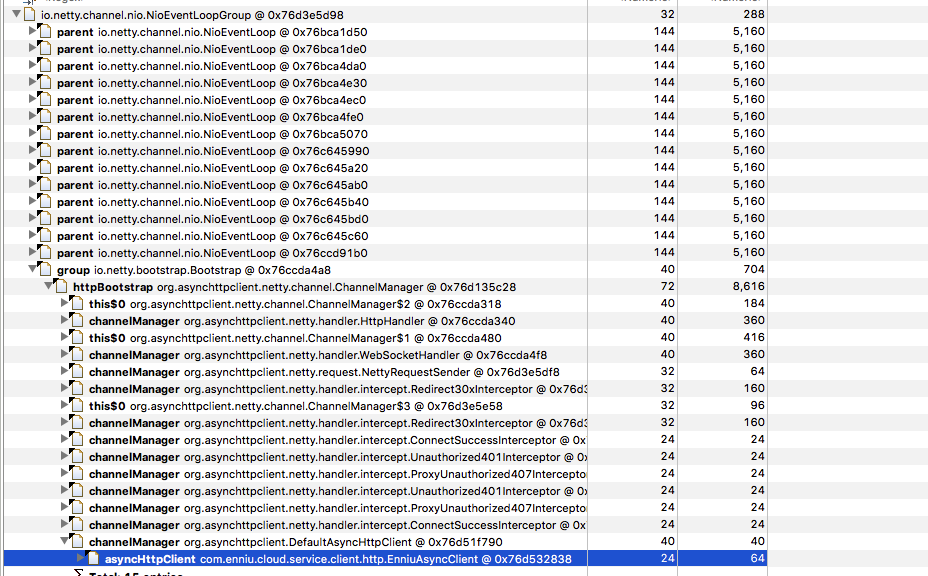 io.netty.channel.nio.NioEventLoopGroup @ 0x76d3e5d98 32 288
parent io.netty.channel.nio.NioEventLoop @ 0x76bca1d50 144 5,160
parent io.netty.channel.nio.NioEventLoop @ 0x76bca1de0 144 5,160
parent io.netty.channel.nio.NioEventLoop @ 0x76bca4da0 144 5,160
parent io.netty.channel.nio.NioEventLoop @ 0x76bca4e30 144 5,160
parent io.netty.channel.nio.NioEventLoop @ 0x76bca4ec0 144 5,160
parent io.netty.channel.nio.NioEventLoop @ 0x76bca4fe0 144 5,160
parent io.netty.channel.nio.NioEventLoop @ 0x76bca5070 144 5,160
parent io.netty.channel.nio.NioEventLoop @ 0x76c645990 144 5,160
parent io.netty.channel.nio.NioEventLoop @ 0x76c645a20 144 5,160
parent io.netty.channel.nio.NioEventLoop @ 0x76c645ab0 144 5,160
parent io.netty.channel.nio.NioEventLoop @ 0x76c645b40 144 5,160
parent io.netty.channel.nio.NioEventLoop @ 0x76c645bd0 144 5,160
parent io.netty.channel.nio.NioEventLoop @ 0x76c645c60 144 5,160
parent io.netty.channel.nio.NioEventLoop @ 0x76ccd91b0 144 5,160
group io.netty.bootstrap.Bootstrap @ 0x76ccda4a8 40 704
httpBootstrap org.asynchttpclient.netty.channel.ChannelManager @ 0x76d135c28 72 8,616
this$0 org.asynchttpclient.netty.channel.ChannelManager$2 @ 0x76ccda318 40 184
channelManager org.asynchttpclient.netty.handler.HttpHandler @ 0x76ccda340 40 360
this$0 org.asynchttpclient.netty.channel.ChannelManager$1 @ 0x76ccda480 40 416
channelManager org.asynchttpclient.netty.handler.WebSocketHandler @ 0x76ccda4f8 40 360
channelManager org.asynchttpclient.netty.request.NettyRequestSender @ 0x76d3e5df8 32 64
channelManager org.asynchttpclient.netty.handler.intercept.Redirect30xInterceptor @ 0x76d3 32 160
this$0 org.asynchttpclient.netty.channel.ChannelManager$3 @ 0x76d3e5e58 32 96
channelManager org.asynchttpclient.netty.handler.intercept.Redirect30xInterceptor @ 0x76d3 32 160
channelManager org.asynchttpclient.netty.handler.intercept.ConnectSuccessInterceptor @ 0x 24 24
channelManager org.asynchttpclient.netty.handler.intercept.Unauthorized401Interceptor @ 0x 24 24
channelManager org.asynchttpclient.netty.handler.intercept.ProxyUnauthorized407Intercepto 24 24
channelManager org.asynchttpclient.netty.handler.intercept.Unauthorized401Interceptor @ 0x 24 24
channelManager org.asynchttpclient.netty.handler.intercept.ProxyUnauthorized407Intercepto 24 24
channelManager org.asynchttpclient.netty.handler.intercept.ConnectSuccessInterceptor @ 0x 24 24
channelManager org.asynchttpclient.DefaultAsyncHttpClient @ 0x76d51f790 40 40
asyncHttpClient com.enniu.cloud.service.client.http.EnniuAsyncClient @ 0x76d532838 24 64